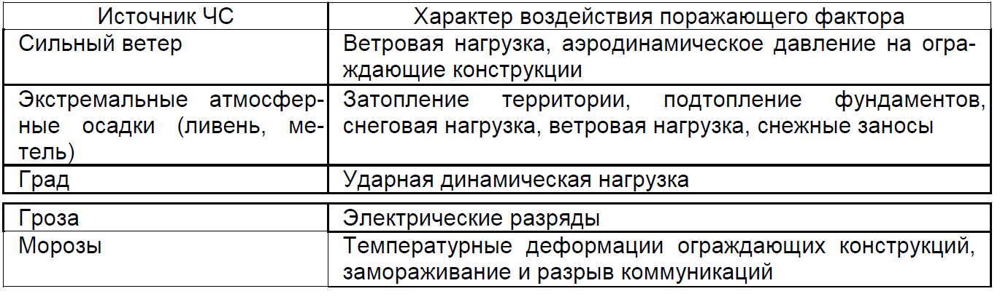 Источник ЧС
Характер воздействия поражающего фактора
Сильный ветер
Ветровая нагрузка, аэродинамическое давление на огра-
ждающие конструкции
Экстремальные атмосфер-
ные осадки (ливень, ме-
тель)
Затопление территории, подтопление фундаментов,
снеговая нагрузка, ветровая нагрузка, снежные заносы
Град
Ударная динамическая нагрузка
Гроза
Электрические разряды
Морозы
Температурные деформации ограждающих конструкций,
замораживание и разрыв коммуникаций